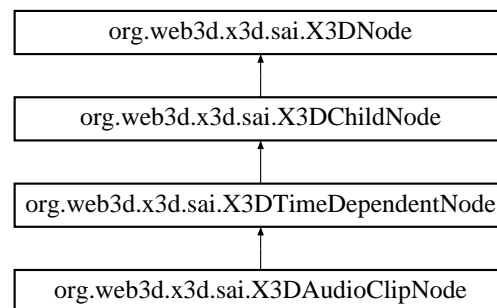 org.web3d.x3d.sai.X3DNode
org.web3d.x3d.sai.X3DChildNode
org.web3d.x3d.sai.X3DTimeDependentNode
org.web3d.x3d.sai.X3DAudioClipNode